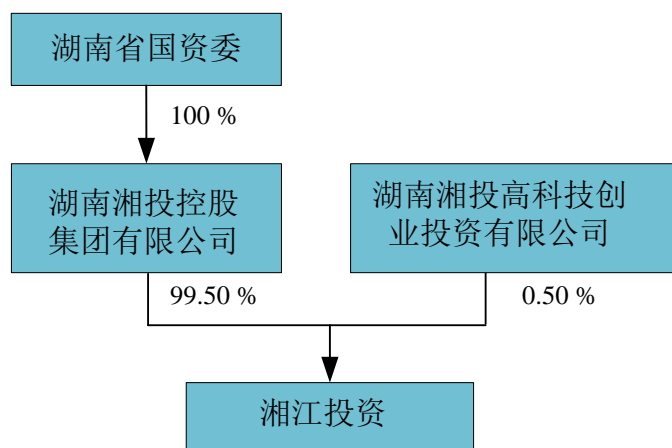 湖南省国资委
100 %
湖南湘投控股
集团有限公司
湖南湘投高科技创
业投资有限公司
99.50 %
0.50 %
湘江投资